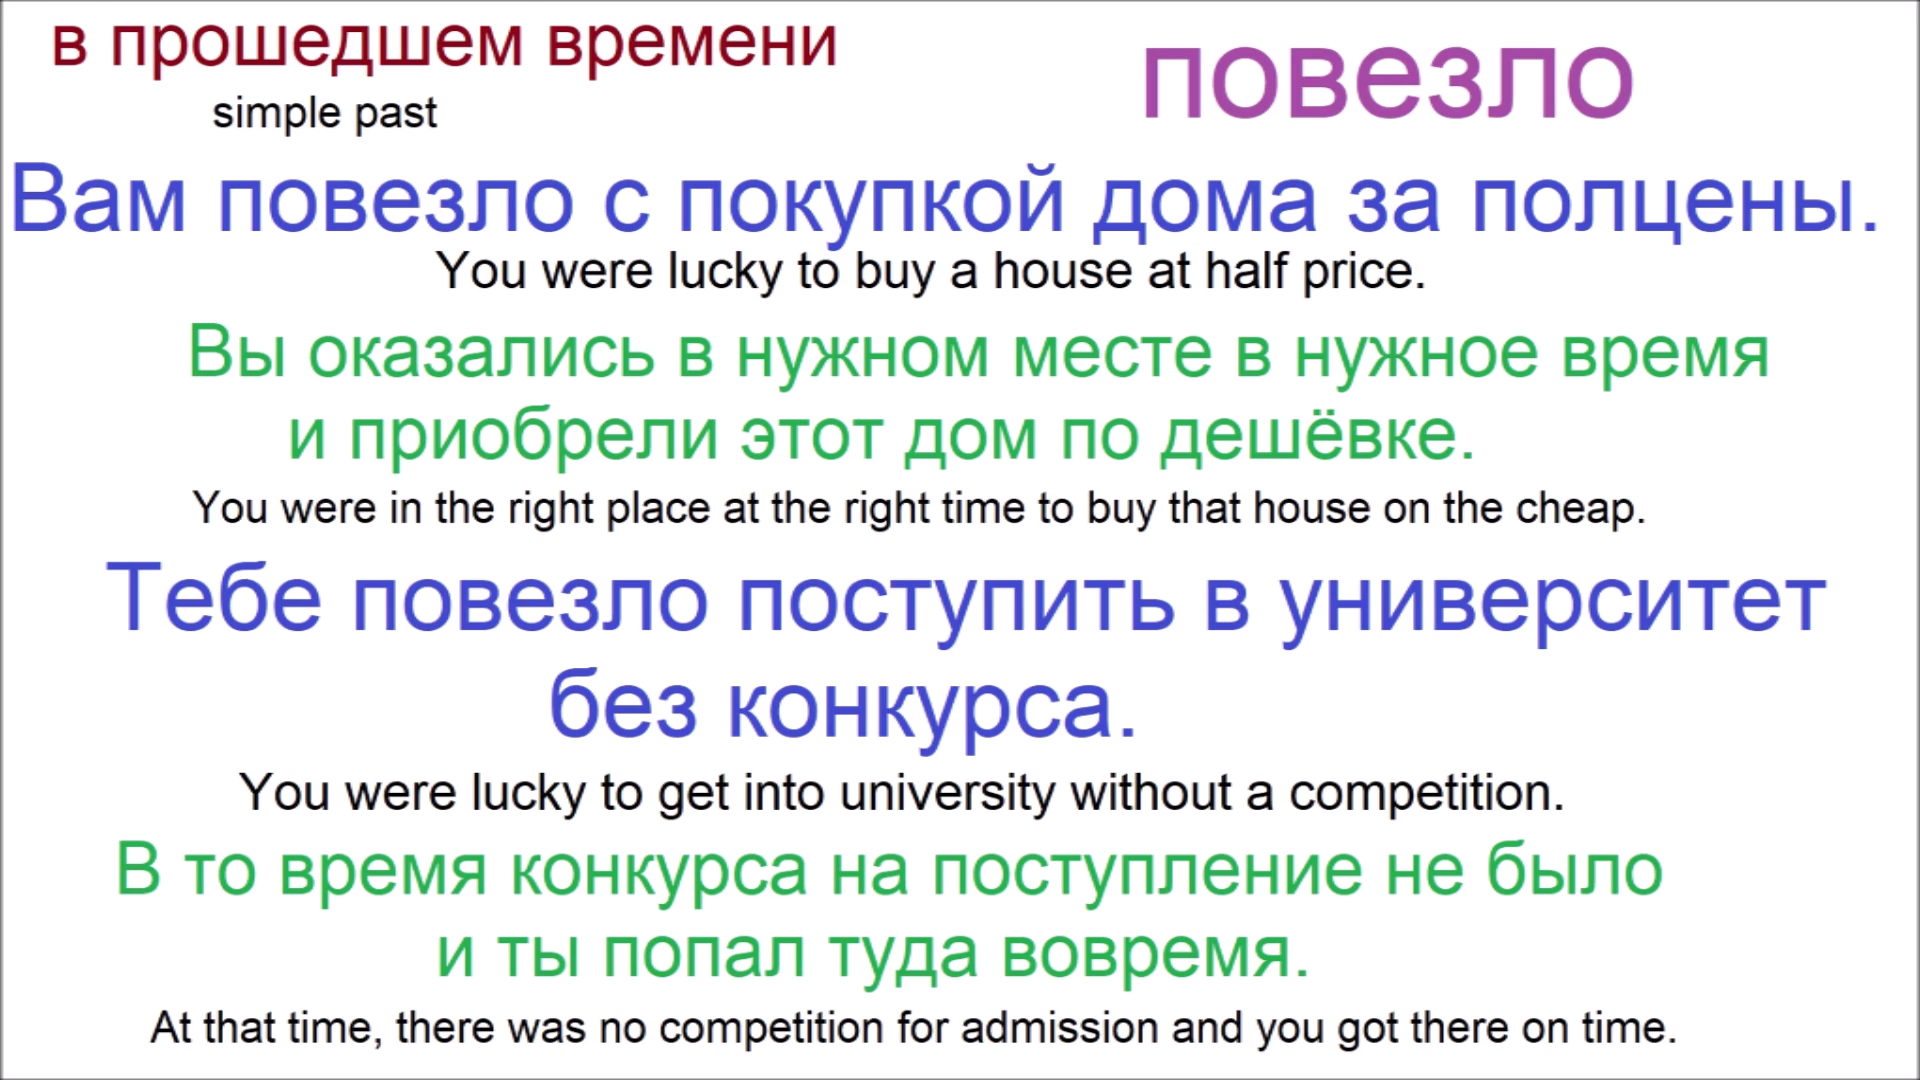 в прошедшем времени
повезло
simple past
Вам повезло с покупкой дома за полцены.
You were lucky to buy a house at half price.
Вы оказались в нужном месте в нужное время
и приобрели этот дом по дешёвке.
You were in the right place at the right time to buy that house on the cheap.
Тебе повезло поступить в университет
без конкурса.
You were lucky to get into university without a competition.
В то время конкурса на поступление не было
и ты попал туда вовремя.
At that time, there was no competition for admission and you got there on time.